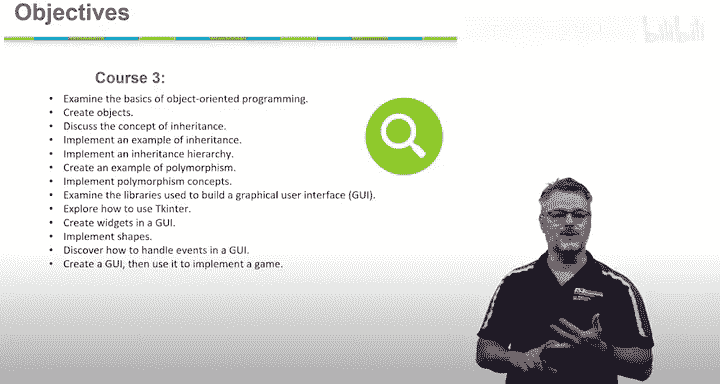 Objectives
Course 3:
• Examine the basics of object-oriented programming.
• Create objects.
• Discuss the concept of inheritance.
• Implement an example of inheritance.
• Implement an inheritance hierarchy.
• Create an example of polymorphism.
• Implement polymorphism concepts.
• Examine the libraries used to build a graphical user interface (GUI).
• Explore how to use Tkinter.
• Create widgets in a GUI.
• Implement shapes.
• Discover how to handle events in a GUI.
• Create a GUI, then use it to implement a game.